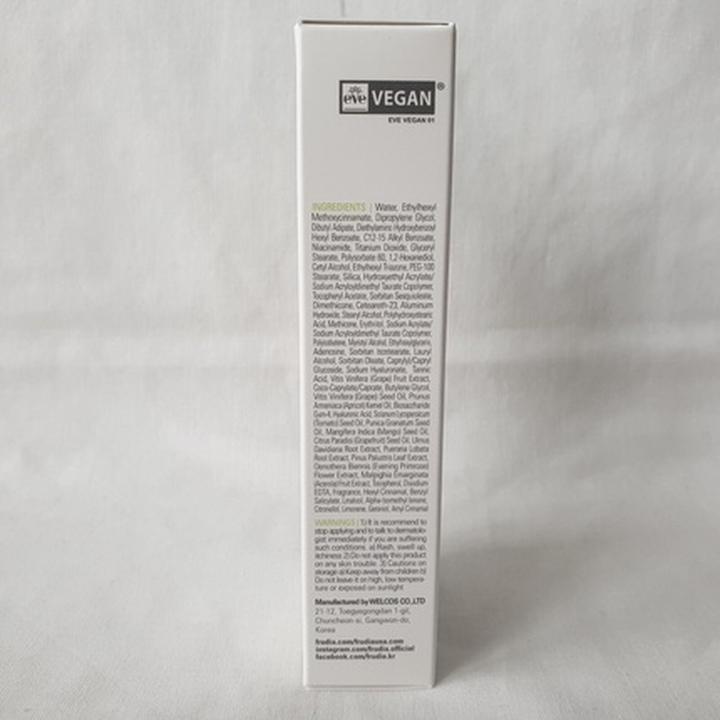 eve VEGAN®
EVE VEGAN 01
INGREDIENTS | Water, Ethylhexyl
Methoxycinnamate, Dipropylene Glycol,
Dibutyl Adipate, Diethylamino Hydroxybenzoyl
Hexyl Benzoate, C12-15 Alkyl Benzoate,
Niacinamide, Titanium Dioxide, Glyceryl
Stearate, Polysorbate 60, 1,2-Hexanediol,
Cetyl Alcohol, Ethylhexyl Triazone, PEG-100
Stearate, Silica, Hydroxyethyl Acrylate/
Sodium Acryloyldimethyl Taurate Copolymer,
Tocopheryl Acetate, Sorbitan Sesquioleate,
Dimethicone, Ceteareth-23, Aluminum
Hydroxide, Stearyl Alcohol, Polyhydroxystearic
Acid, Methicone, Erythritol, Sodium Acrylate/
Sodium Acryloyldimethyl Taurate Copolymer,
Polyisobutene, Myristyl Alcohol, Ethylhexylglycerin,
Adenosine, Sorbitan Isostearate, Lauryl
Alcohol, Sorbitan Oleate, Caprylyl/Capryl
Glucoside, Sodium Hyaluronate, Tannic
Acid, Vitis Vinifera (Grape) Fruit Extract,
Coco-Caprylate/Caprate, Butylene Glycol,
Vitis Vinifera (Grape) Seed Oil, Prunus
Armeniaca (Apricot) Kernel Oil, Biosaccharide
Gum-4, Hyaluronic Acid, Solanum Lycopersicum
(Tomato) Seed Oil, Punica Granatum Seed
Oil, Mangifera Indica (Mango) Seed Oil,
Citrus Paradisi (Grapefruit) Seed Oil, Ulmus
Davidiana Root Extract, Pueraria Lobata
Root Extract, Pinus Palustris Leaf Extract,
Oenothera Biennis (Evening Primrose)
Flower Extract, Malpighia Emarginata
(Acerola) Fruit Extract, Tocopherol, Disodium
EDTA, Fragrance, Hexyl Cinnamal, Benzyl
Salicylate, Linalool, Alpha-Isomethyl Ionone,
Citronellol, Limonene, Geraniol, Amyl Cinnamal
WARNINGS | 1) It is recommend to
stop applying and to talk to dermatolo-
gist immediately if you are suffering
such conditions. a) Rash, swell up,
itchiness 2) Do not apply this product
on any skin trouble. 3) Cautions on
storage a) Keep away from children b)
Do not leave it on high, low tempera-
ture or exposed on sunlight
Manufactured by WELCOS CO.,LTD
21-12, Toegyegongdan 1-gil,
Chuncheon-si, Gangwon-do,
Korea
frudia.com/frudiausa.com
instagram.com/frudia.official
facebook.com/frudia.kr